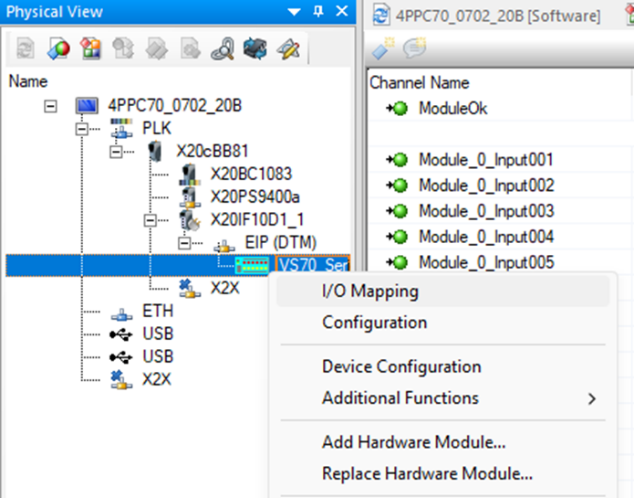 Physical View
4PPC70_0702_20B [Software]
Name
Channel Name
4PPC70_0702_20B
ModuleOk
PLK
X20cBB81
Module_0_Input001
X20BC1083
Module_0_Input002
X20PS9400a
Module_0_Input003
X20IF10D1_1
Module_0_Input004
EIP (DTM)
Module_0_Input005
VS70_Ser
X2X
I/O Mapping
ETH
Configuration
USB
USB
Device Configuration
X2X
Additional Functions
Add Hardware Module...
Replace Hardware Module...